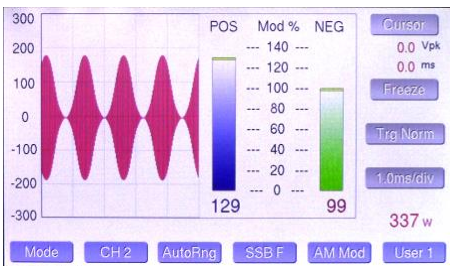 300
200
100
0
-100
-200
-300
POS Mod % NEG
--- 140 ---
--- 120 ---
--- 100 ---
--- 80 ---
--- 60 ---
--- 40 ---
--- 20 ---
--- 0 ---
129 99
Cursor
0.0 Vpk
0.0 ms
Freeze
Trg Norm
1.0ms/div
337 w
Mode CH 2 AutoRng SSB F AM Mod User 1